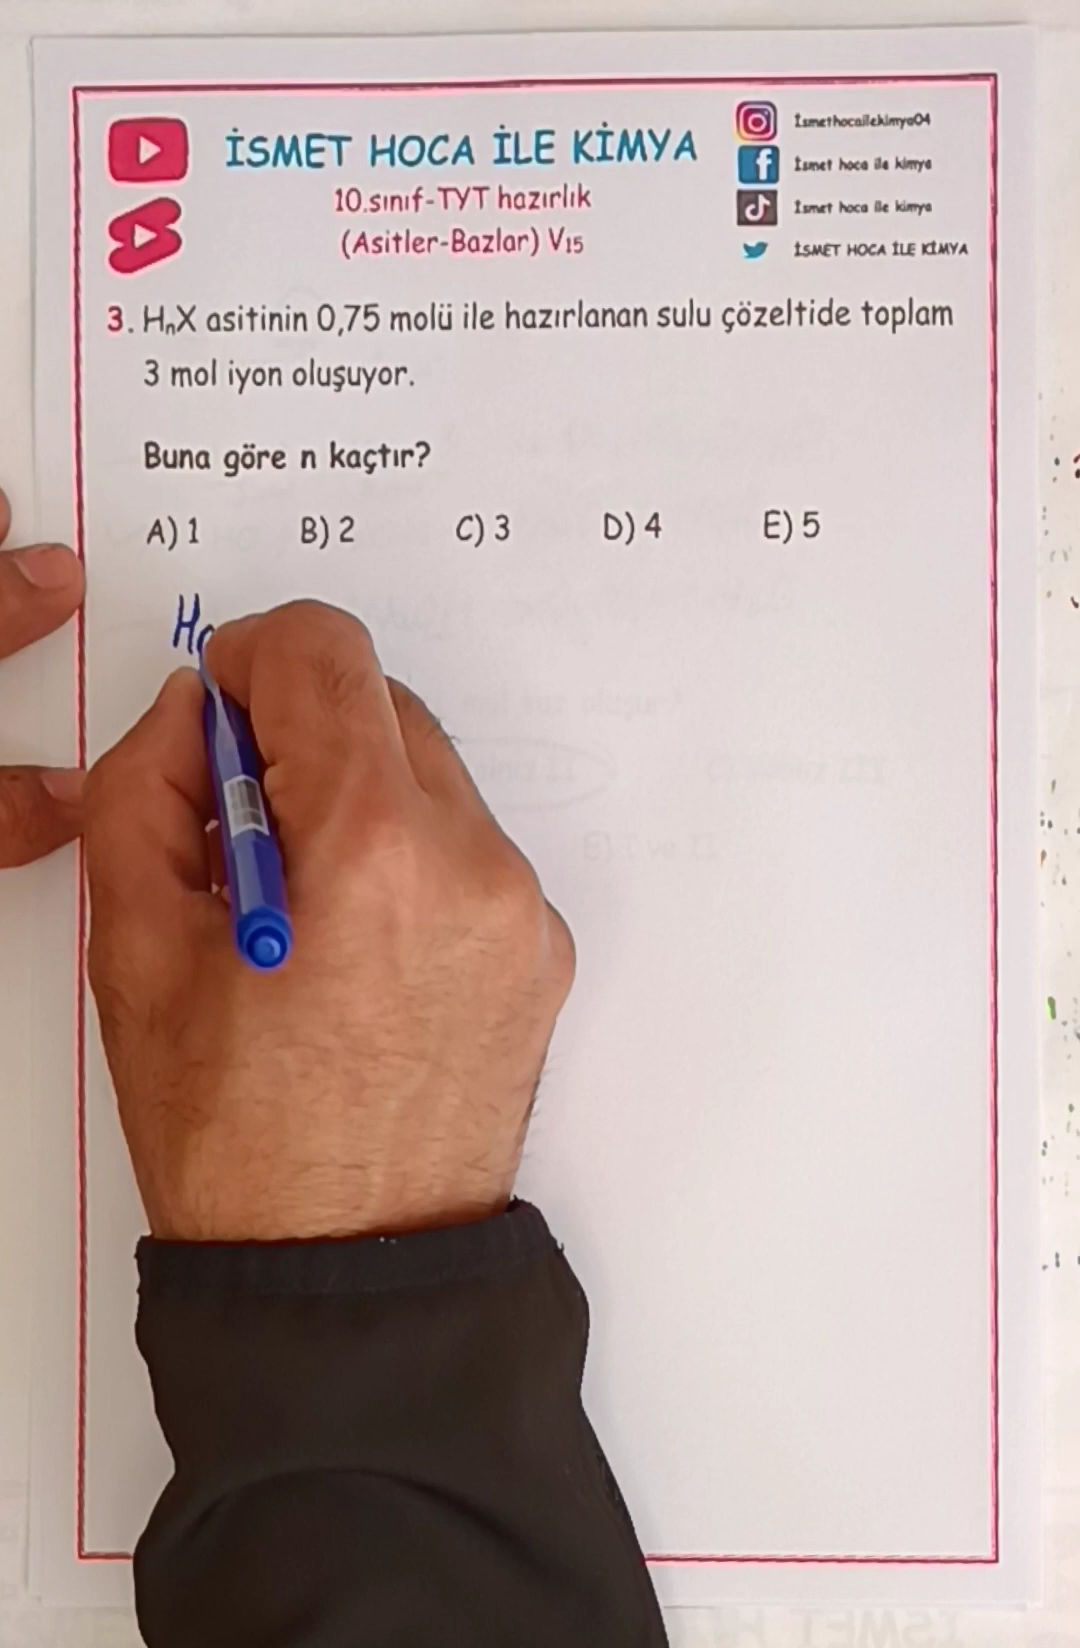 İSMET HOCA İLE KİMYA
10.sınıf-TYT hazırlık
(Asitler-Bazlar) V15
İsmethocailekimya04
İsmet hoca ile kimya
İsmet hoca ile kimya
İSMET HOCA İLE KİMYA
3. HnX asitinin 0,75 molü ile hazırlanan sulu çözeltide toplam
3 mol iyon oluşuyor.
Buna göre n kaçtır?
A) 1 B) 2 C) 3 D) 4 E) 5